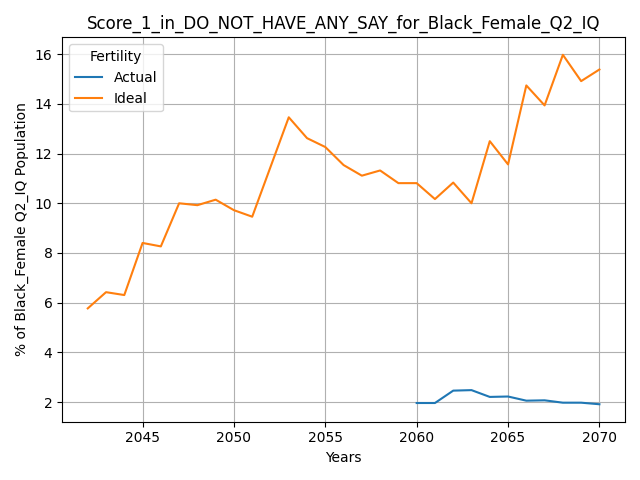 Score_1_in_DO_NOT_HAVE_ANY_SAY_for_Black_Female_Q2_IQ
Fertility
Actual
Ideal
% of Black_Female Q2_IQ Population
16
14
12
10
8
6
4
2
2045 2050 2055 2060 2065 2070
Years